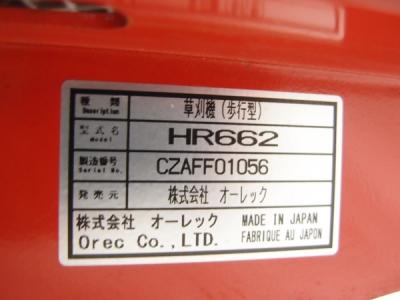 種類 Description 草刈機(歩行型)
型式名 Model HR662
製造番号 Serial No. CZAFF01056
発売元 株式会社 オーレック
株式会社 オーレック MADE IN JAPAN
Orec Co.,LTD. FABRIQUE AU JAPON